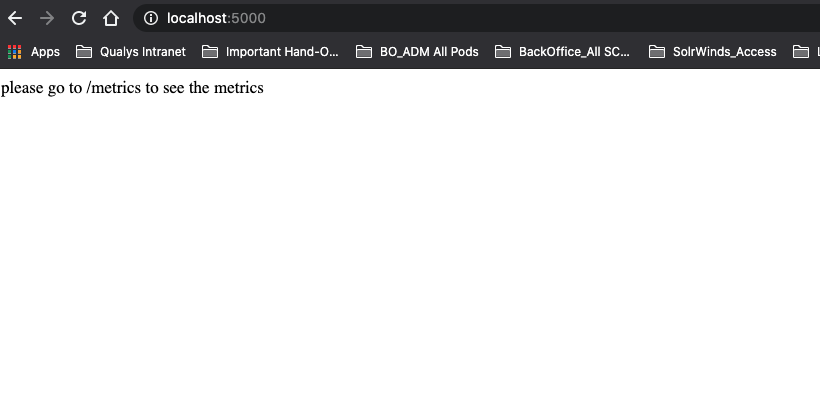 localhost:5000
Apps Qualys Intranet Important Hand-O... BO_ADM All Pods BackOffice_All SC... SolrWinds_Access L
please go to /metrics to see the metrics